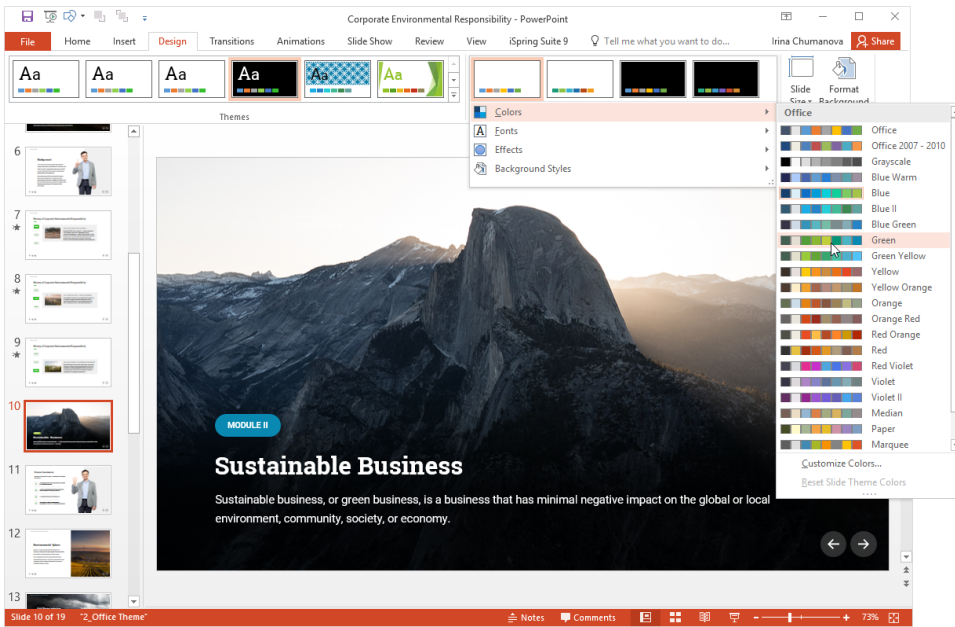 Corporate Environmental Responsibility - PowerPoint
File Home Insert Design Transitions Animations Slide Show Review View iSpring Suite 9 Tell me what you want to do... Irina Chumanova Share
Aa Aa Aa Aa Aa Aa
Themes
Slide Size
Format Background
Colors
Fonts
Effects
Background Styles
Office
Office
Office 2007 - 2010
Grayscale
Blue Warm
Blue
Blue II
Blue Green
Green
Green Yellow
Yellow
Yellow Orange
Orange
Orange Red
Red Orange
Red
Red Violet
Violet
Violet II
Median
Paper
Marquee
Customize Colors...
Reset Slide Theme Colors
6
7
8
9
10
11
12
13
MODULE II
Sustainable Business
Sustainable business, or green business, is a business that has minimal negative impact on the global or local
environment, community, society, or economy.
Slide 10 of 19 "2_Office Theme" Notes Comments 73%